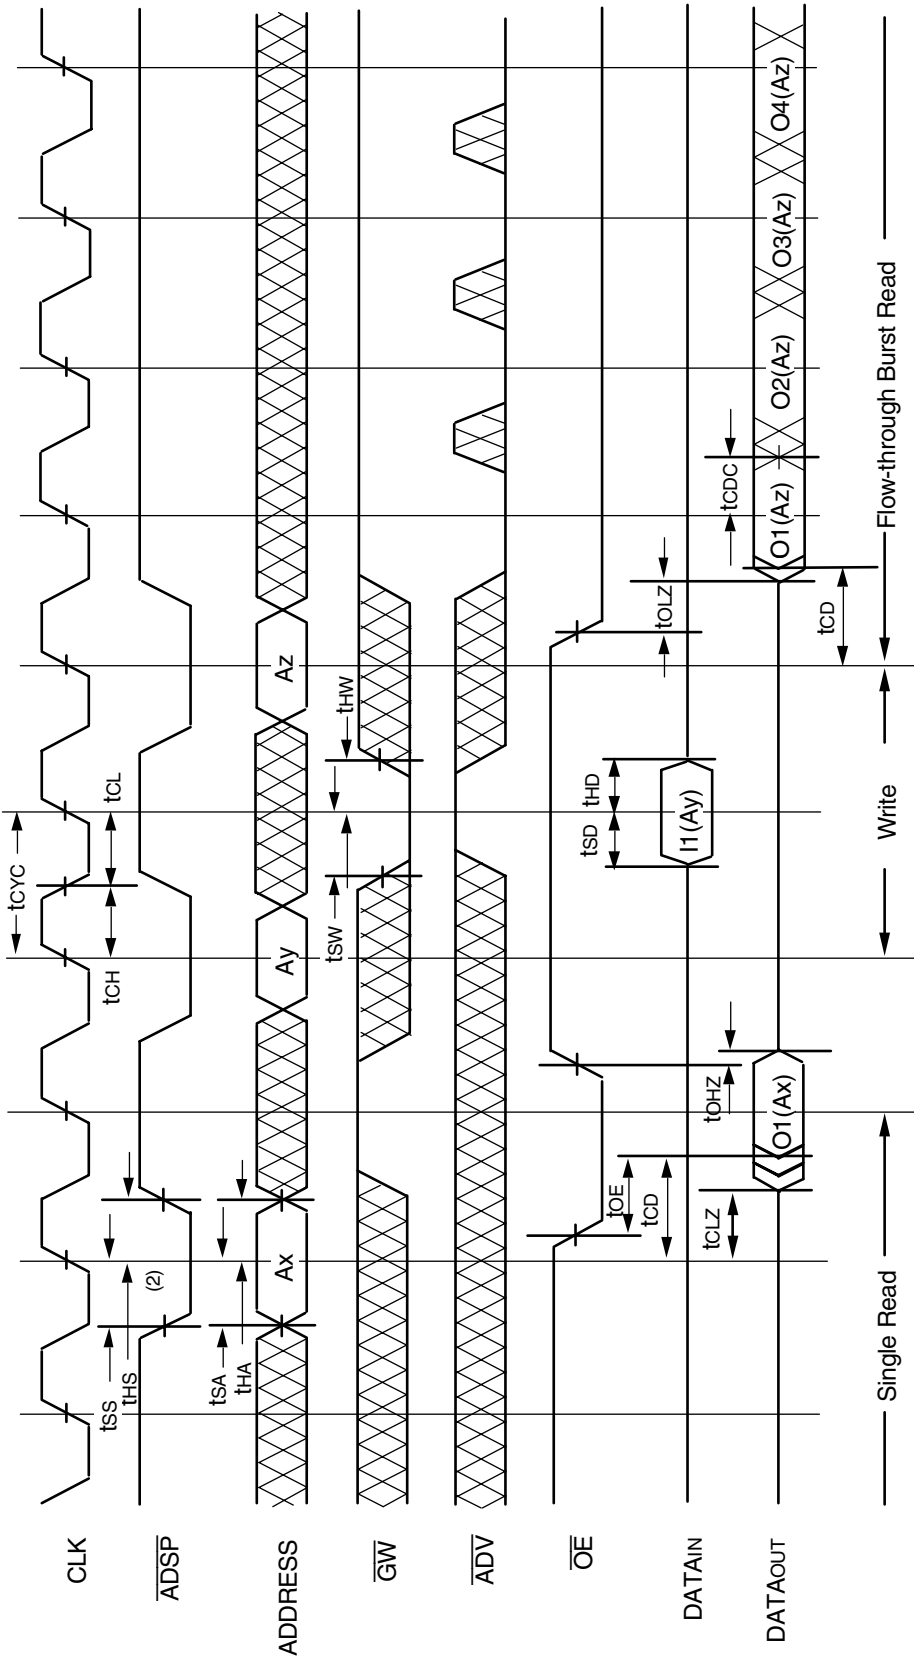 CLK
tCYC
tSS
tHS
tCH
tCL
ADSP
(2)
ADDRESS
tSA
tHA
Ax
Ay
Az
GW
tSW
tHW
ADV
OE
tOE
tCD
tOHZ
tOLZ
DATAIN
tSD
tHD
I1(Ay)
DATAOUT
tCLZ
O1(Ax)
tCD
tCDC
O1(Az)
O2(Az)
O3(Az)
O4(Az)
Single Read
Write
Flow-through Burst Read